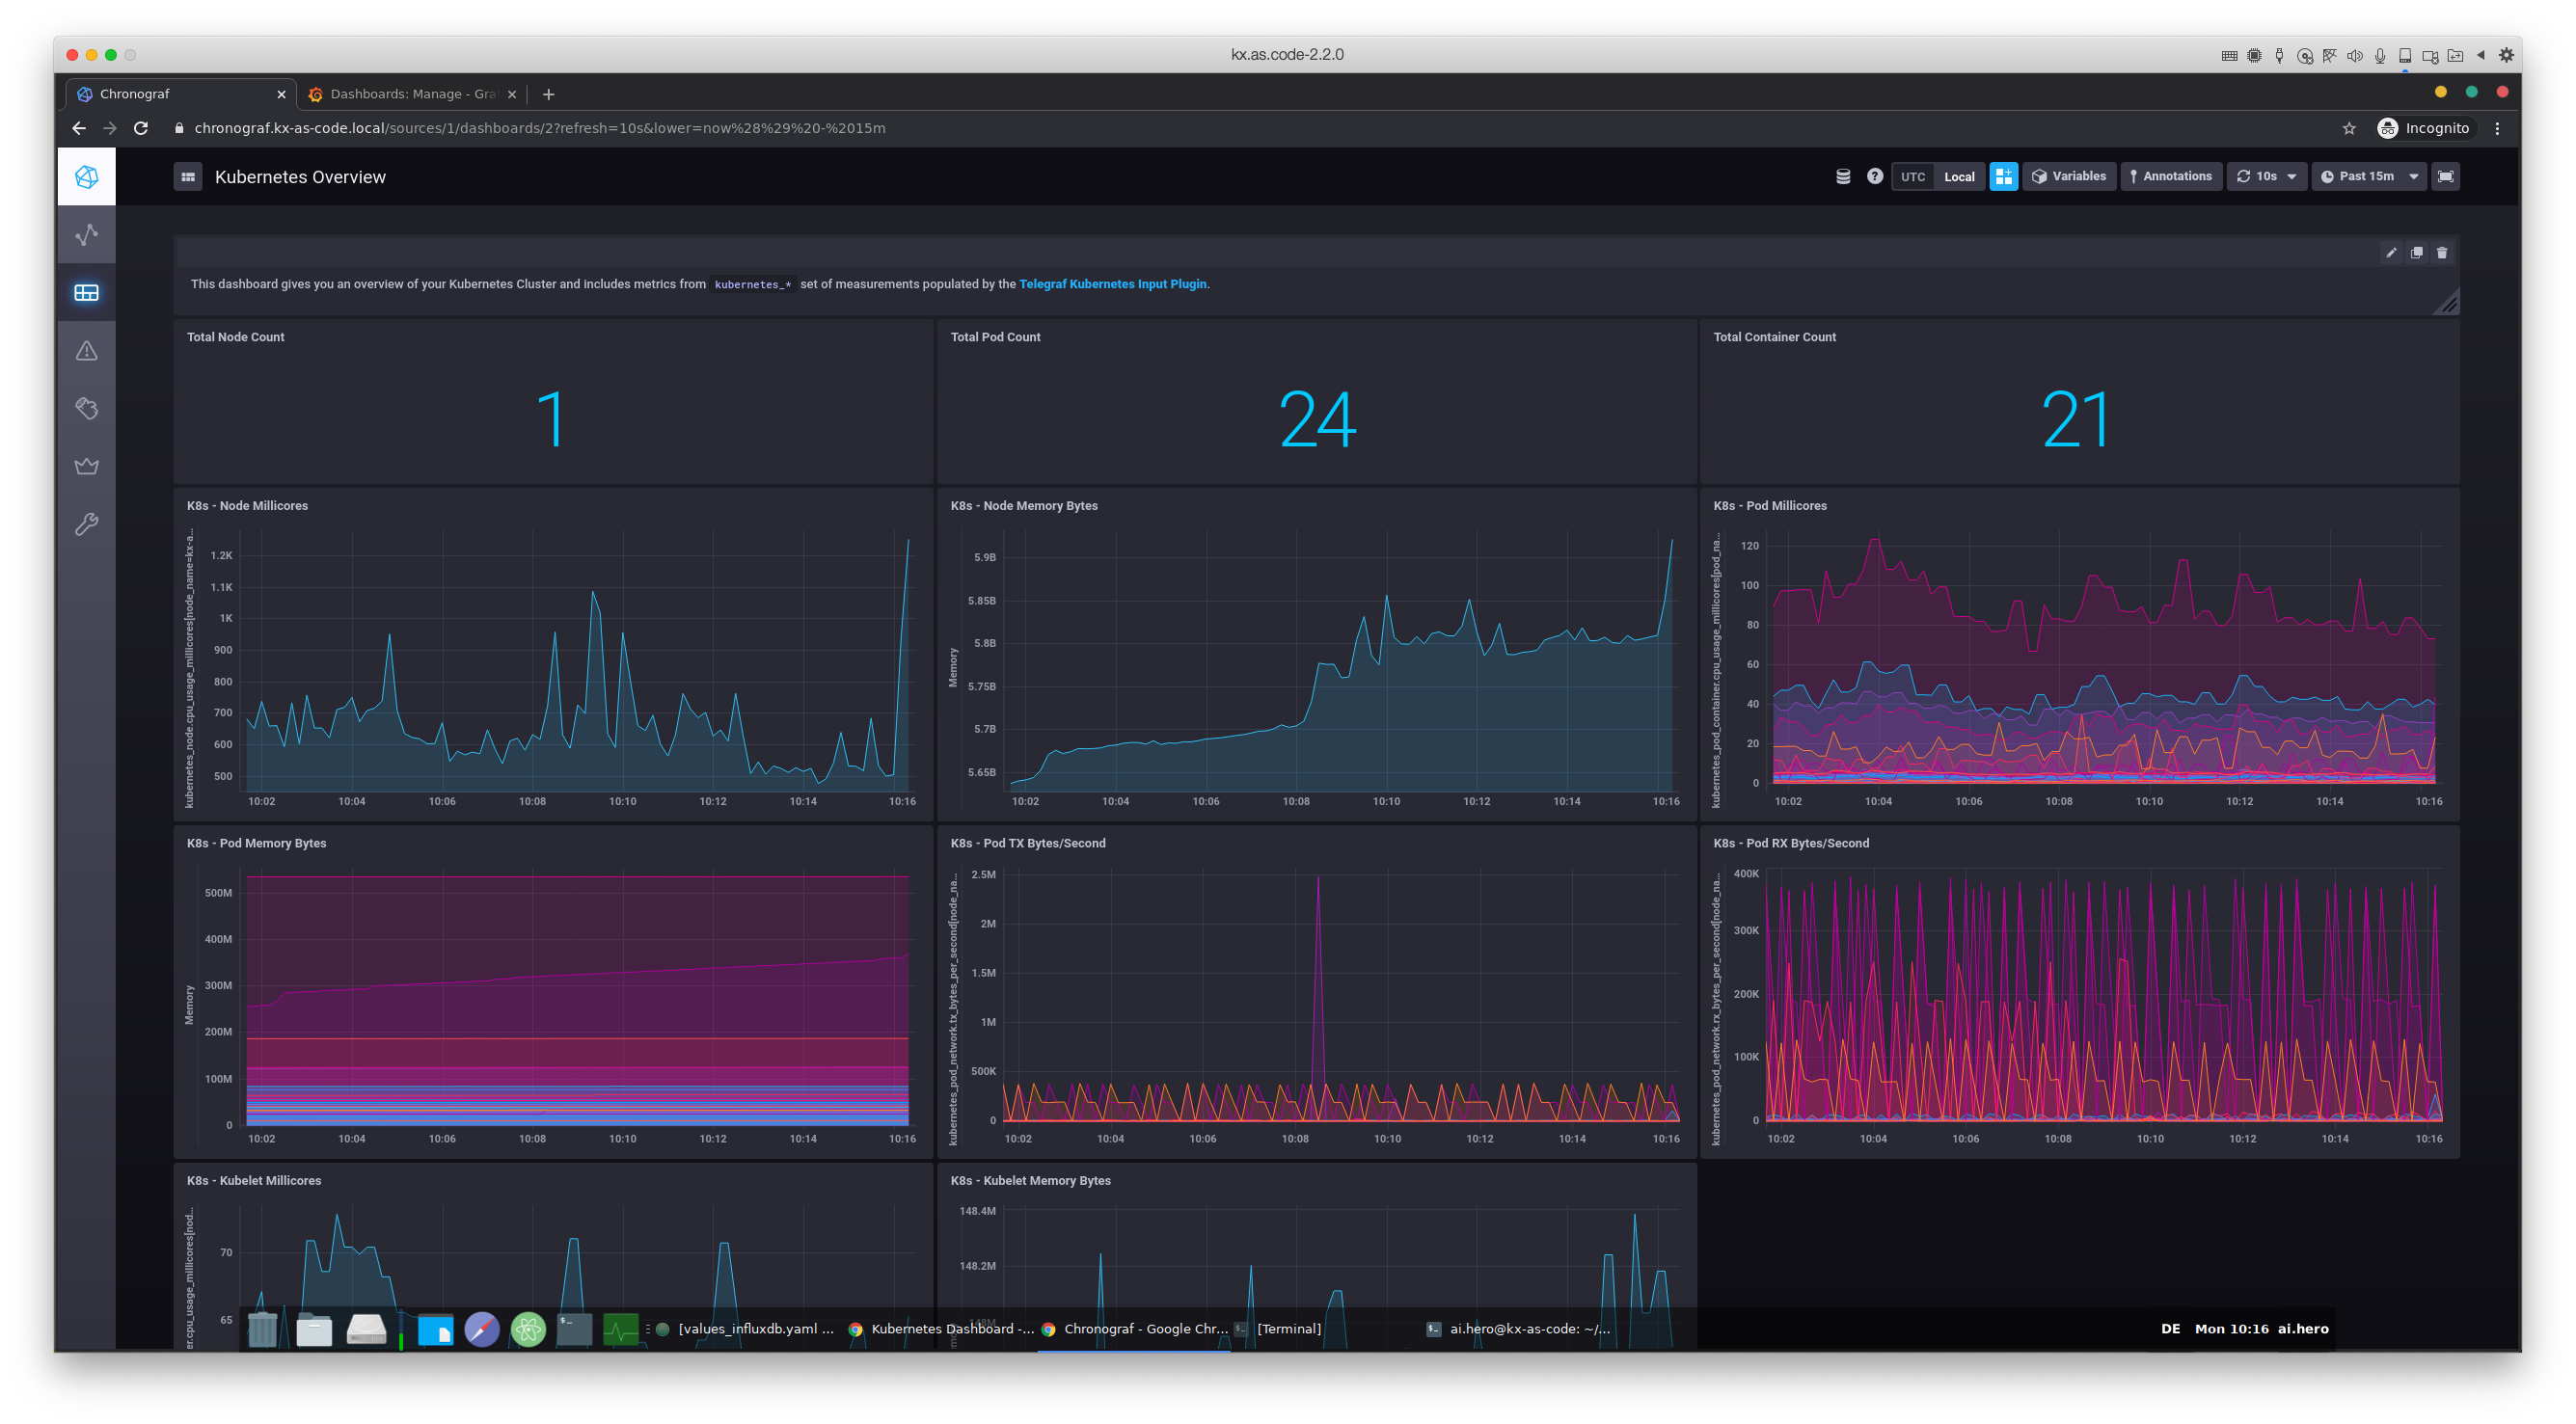 kx.as.code-2.2.0
Chronograf
Dashboards: Manage - Gra
chronograf.kx-as-code.local/sources/1/dashboards/2?refresh=10s&lower=now%28%29%20-%2015m
Incognito
Kubernetes Overview
UTC
Local
Variables
Annotations
10s
Past 15m
This dashboard gives you an overview of your Kubernetes Cluster and includes metrics from kubernetes_* set of measurements populated by the Telegraf Kubernetes Input Plugin.
Total Node Count
1
Total Pod Count
24
Total Container Count
21
K8s - Node Millicores
kubernetes_node.cpu_usage_millicores[node_name=kx-a...
1.2K
1.1K
1K
900
800
700
600
500
10:02 10:04 10:06 10:08 10:10 10:12 10:14 10:16
K8s - Node Memory Bytes
Memory
5.9B
5.85B
5.8B
5.75B
5.7B
5.65B
10:02 10:04 10:06 10:08 10:10 10:12 10:14 10:16
K8s - Pod Millicores
kubernetes_pod_container.cpu_usage_millicores[pod_na...
120
100
80
60
40
20
0
10:02 10:04 10:06 10:08 10:10 10:12 10:14 10:16
K8s - Pod Memory Bytes
Memory
500M
400M
300M
200M
100M
0
10:02 10:04 10:06 10:08 10:10 10:12 10:14 10:16
K8s - Pod TX Bytes/Second
kubernetes_pod_network.tx_bytes_per_second[node_na...
2.5M
2M
1.5M
1M
500K
0
10:02 10:04 10:06 10:08 10:10 10:12 10:14 10:16
K8s - Pod RX Bytes/Second
kubernetes_pod_network.rx_bytes_per_second[node_na...
400K
300K
200K
100K
0
10:02 10:04 10:06 10:08 10:10 10:12 10:14 10:16
K8s - Kubelet Millicores
er.cpu_usage_millicores[nod...
70
65
K8s - Kubelet Memory Bytes
148.4M
148.2M
148M
[values_influxdb.yaml ...
Kubernetes Dashboard -...
Chronograf - Google Chr...
[Terminal]
ai.hero@kx-as-code: ~/...
DE
Mon 10:16
ai.hero